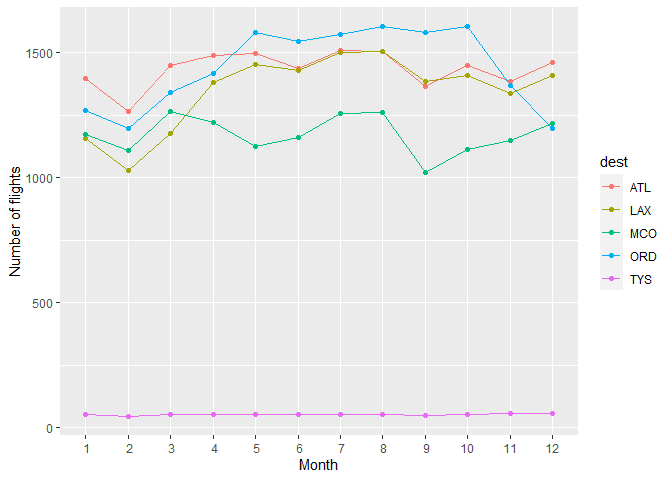 1500
1000
500
0
Number of flights
1 2 3 4 5 6 7 8 9 10 11 12
Month
dest
ATL
LAX
MCO
ORD
TYS